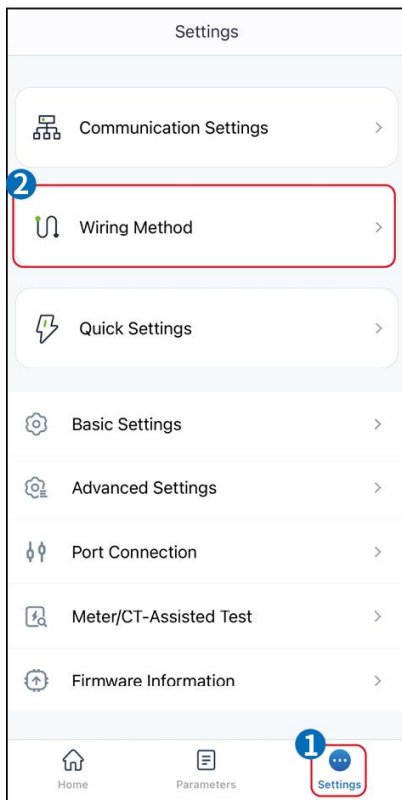 Settings
Communication Settings
2
Wiring Method
Quick Settings
Basic Settings
Advanced Settings
Port Connection
Meter/CT-Assisted Test
Firmware Information
1
Home
Parameters
Settings